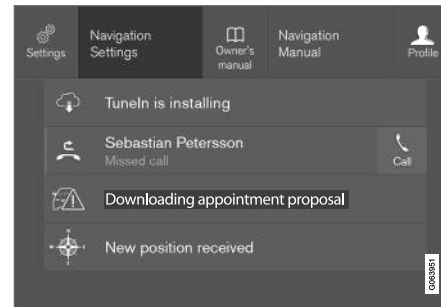 Settings
Navigation
Settings
Owner's
manual
Navigation
Manual
Profile
TuneIn is installing
Sebastian Petersson
Missed call
Call
Downloading appointment proposal
New position received
G063951